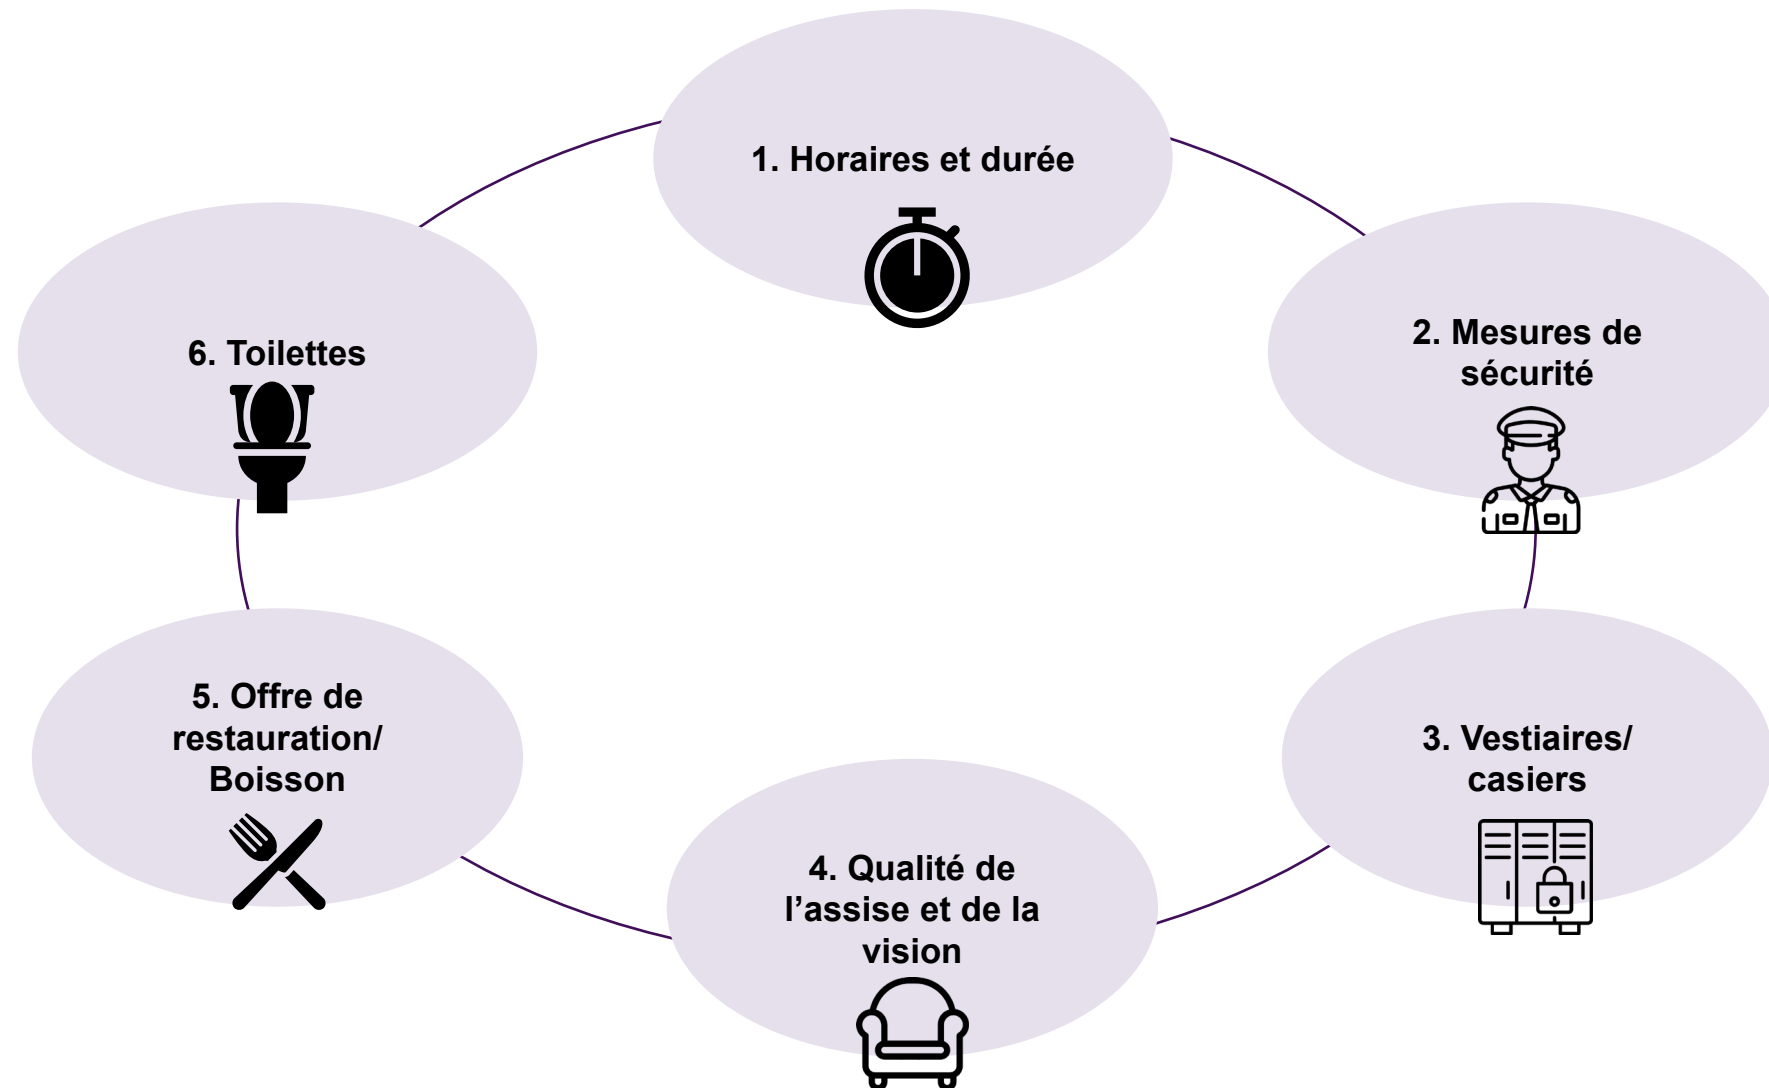 1. Horaires et durée
2. Mesures de
sécurité
3. Vestiaires/
casiers
4. Qualité de
l’assise et de la
vision
5. Offre de
restauration/
Boisson
6. Toilettes